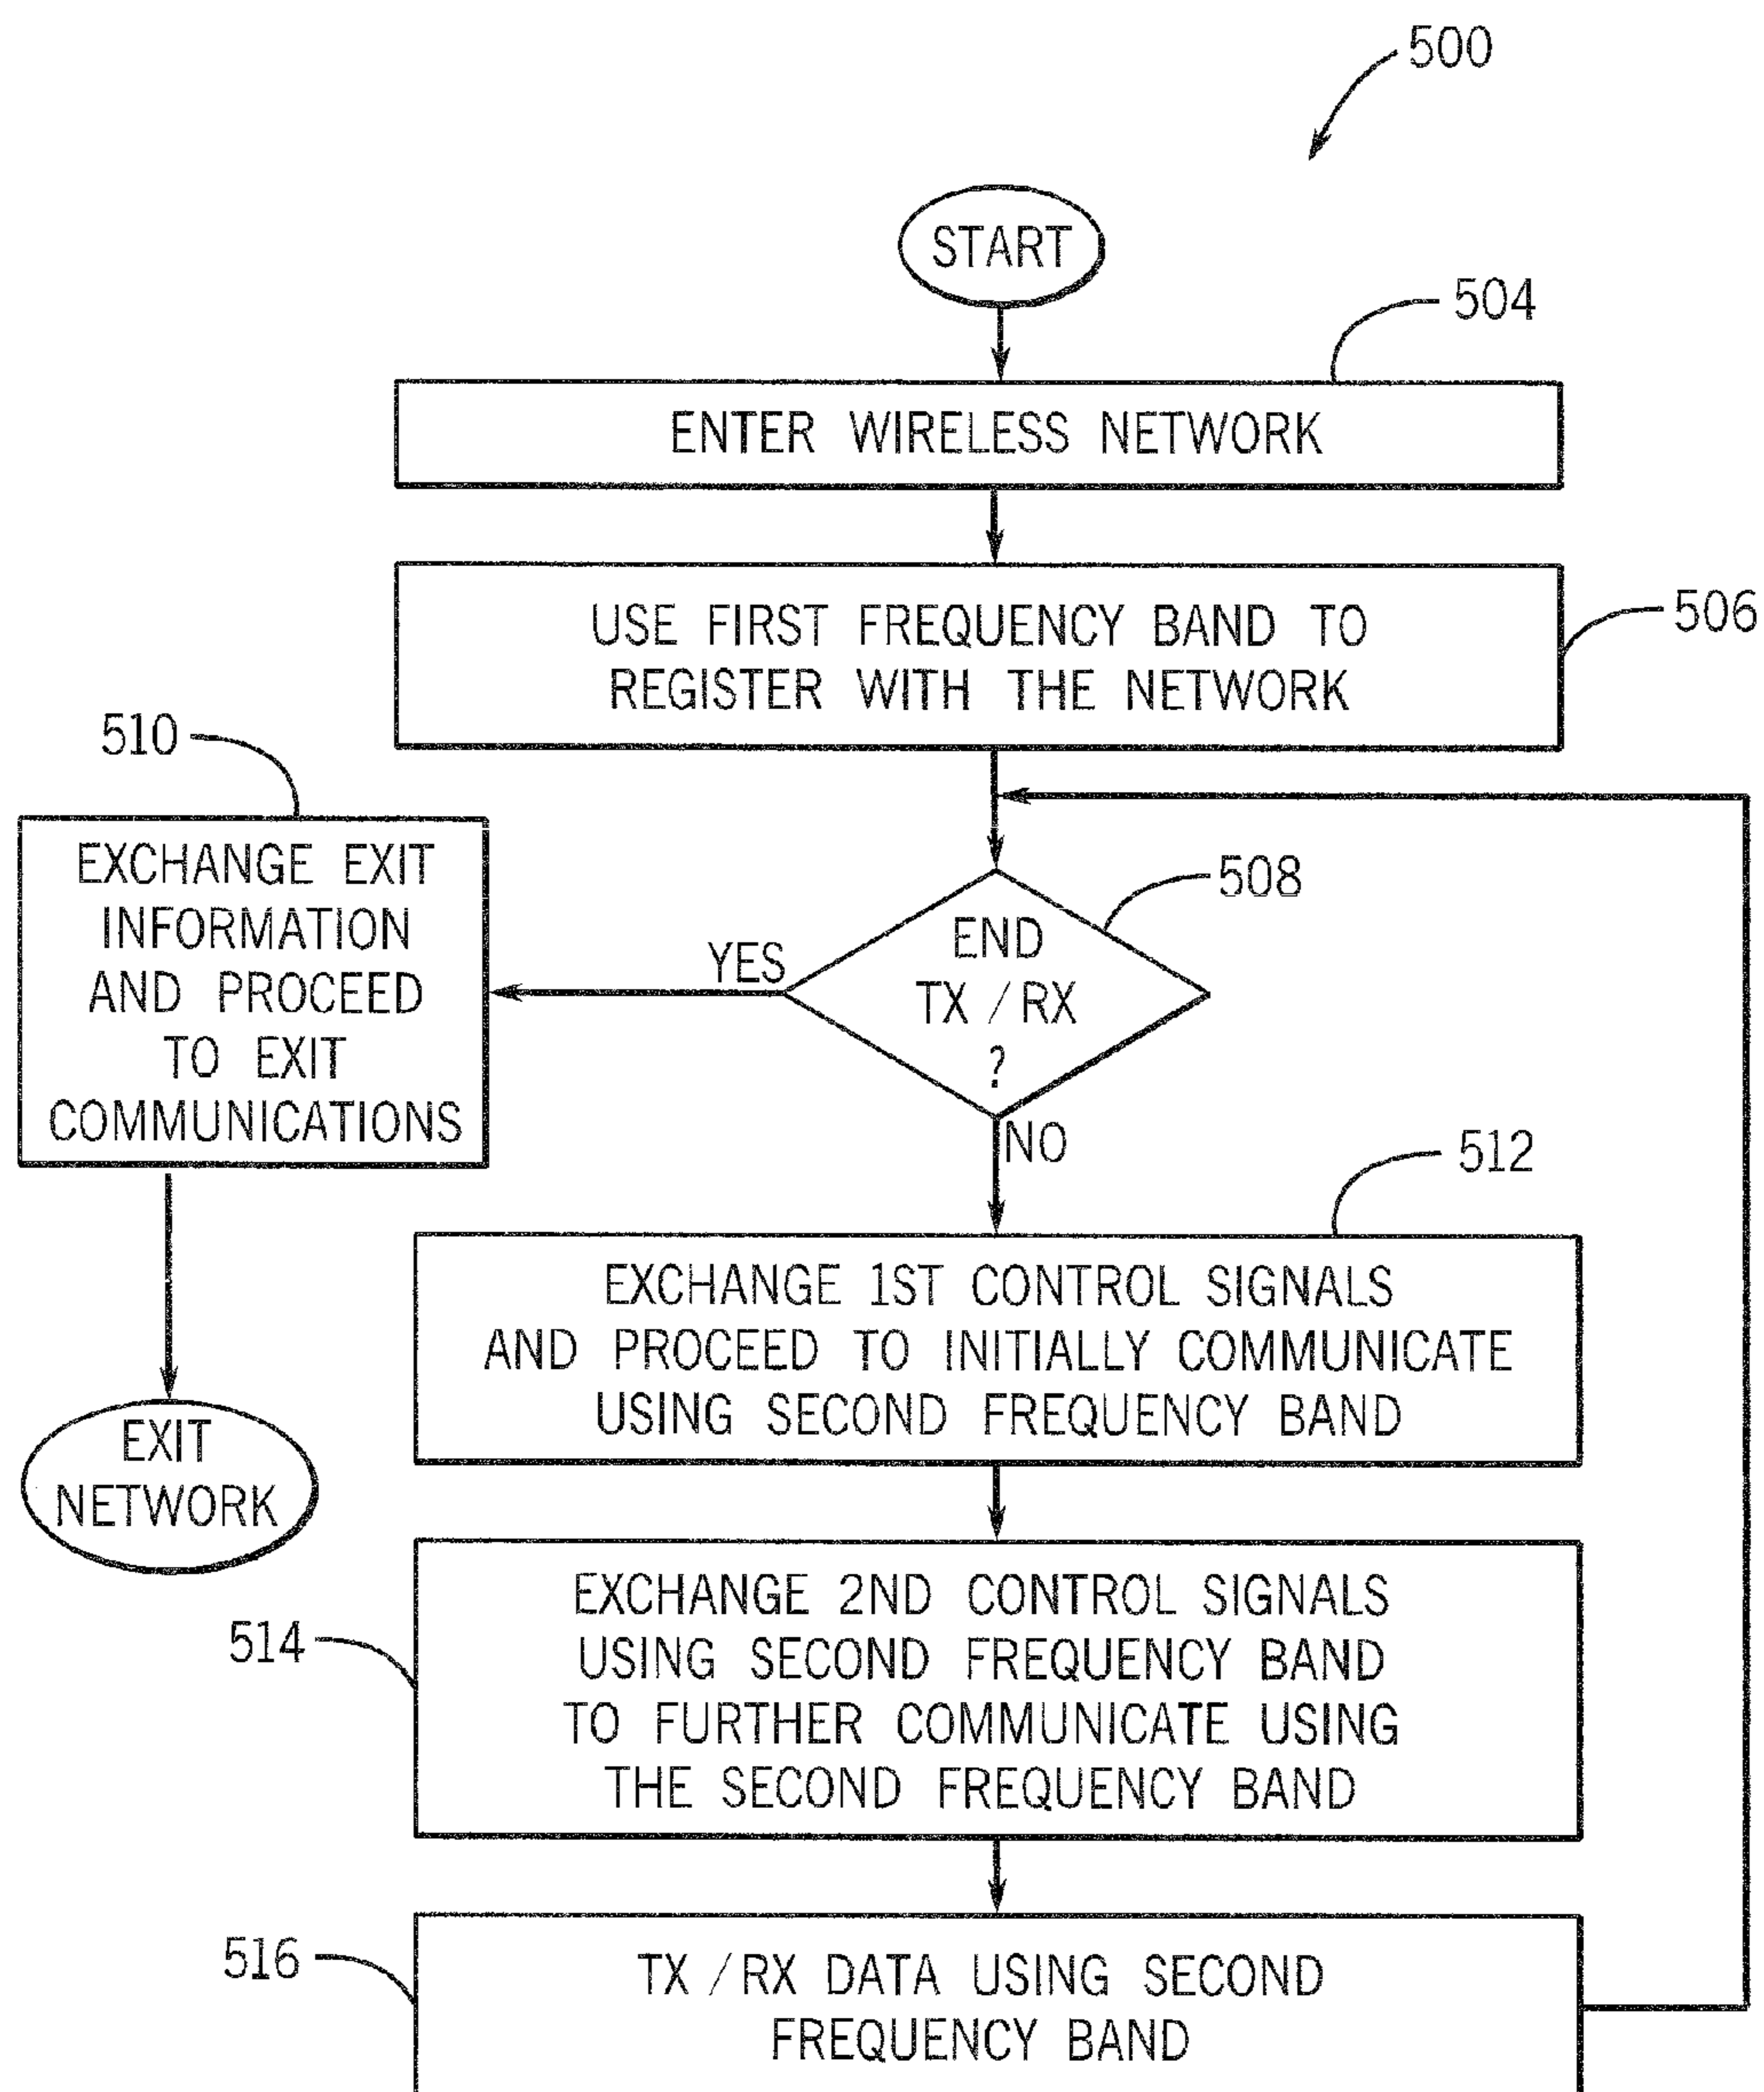 500
START
504
ENTER WIRELESS NETWORK
506
USE FIRST FREQUENCY BAND TO
REGISTER WITH THE NETWORK
510
EXCHANGE EXIT
INFORMATION
AND PROCEED
TO EXIT
COMMUNICATIONS
508
END
TX / RX
?
YES
NO
EXIT
NETWORK
512
EXCHANGE 1ST CONTROL SIGNALS
AND PROCEED TO INITIALLY COMMUNICATE
USING SECOND FREQUENCY BAND
514
EXCHANGE 2ND CONTROL SIGNALS
USING SECOND FREQUENCY BAND
TO FURTHER COMMUNICATE USING
THE SECOND FREQUENCY BAND
516
TX / RX DATA USING SECOND
FREQUENCY BAND